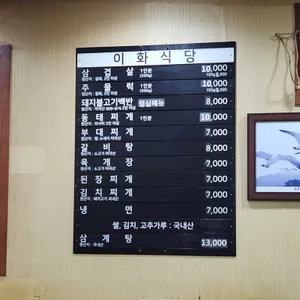 이화식당
삼겹살 1인분 (200g) 10,000
주물럭 1인분 (200g) 10,000
돼지불고기백반 점심메뉴 8,000
동태찌개 1인분 10,000
부대찌개 7,000
갈비탕 8,000
육개장 7,000
된장찌개 7,000
김치찌개 7,000
냉면 7,000
쌀, 김치, 고추가루 : 국내산
삼계탕 13,000